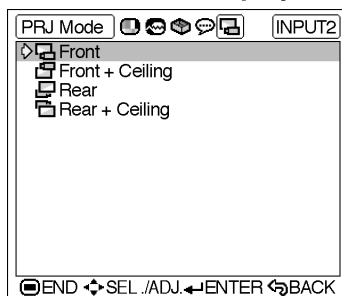 PRJ Mode INPUT2
Front
Front + Ceiling
Rear
Rear + Ceiling
END SEL ./ADJ. ENTER BACK